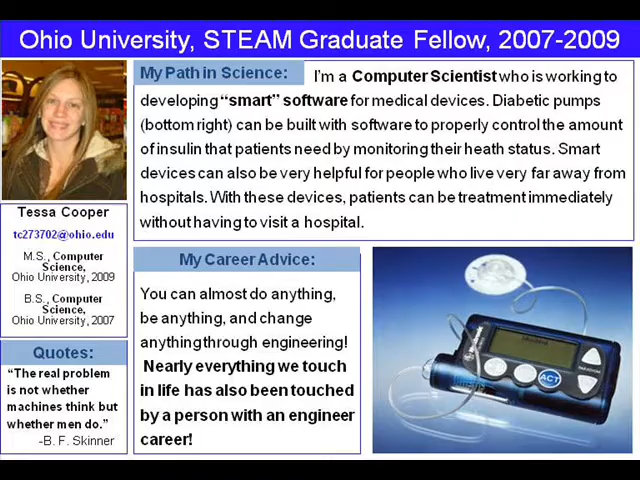 Ohio University, STEAM Graduate Fellow, 2007-2009
Tessa Cooper
tc273702@ohio.edu
M.S., Computer
Science,
Ohio University, 2009
B.S., Computer
Science,
Ohio University, 2007
Quotes:
“The real problem
is not whether
machines think but
whether men do.”
-B. F. Skinner
My Path in Science: I'm a Computer Scientist who is working to
developing “smart” software for medical devices. Diabetic pumps
(bottom right) can be built with software to properly control the amount
of insulin that patients need by monitoring their heath status. Smart
devices can also be very helpful for people who live very far away from
hospitals. With these devices, patients can be treatment immediately
without having to visit a hospital.
My Career Advice:
You can almost do anything,
be anything, and change
anything through engineering!
Nearly everything we touch
in life has also been touched
by a person with an engineer
career!
Medtronic
ACT
PARADIGM